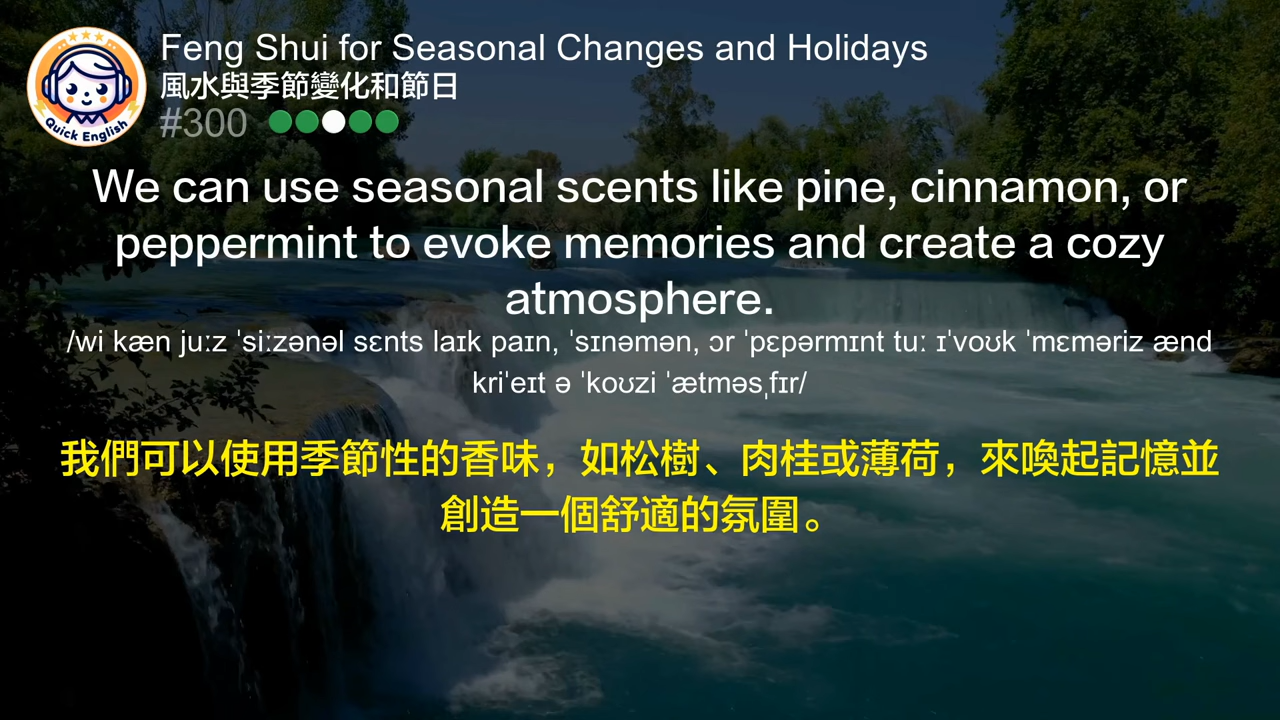 Quick English
Feng Shui for Seasonal Changes and Holidays
風水與季節變化和節日
#300
We can use seasonal scents like pine, cinnamon, or
peppermint to evoke memories and create a cozy
atmosphere.
/wi kæn juːz ˈsiːzənəl sɛnts laɪk paɪn, ˈsɪnəmən, ɔr ˈpɛpərmɪnt tuː ɪˈvoʊk ˈmɛməriz ænd
kriˈeɪt ə ˈkoʊzi ˈætməsˌfɪr/
我們可以使用季節性的香味，如松樹、肉桂或薄荷，來喚起記憶並
創造一個舒適的氛圍。